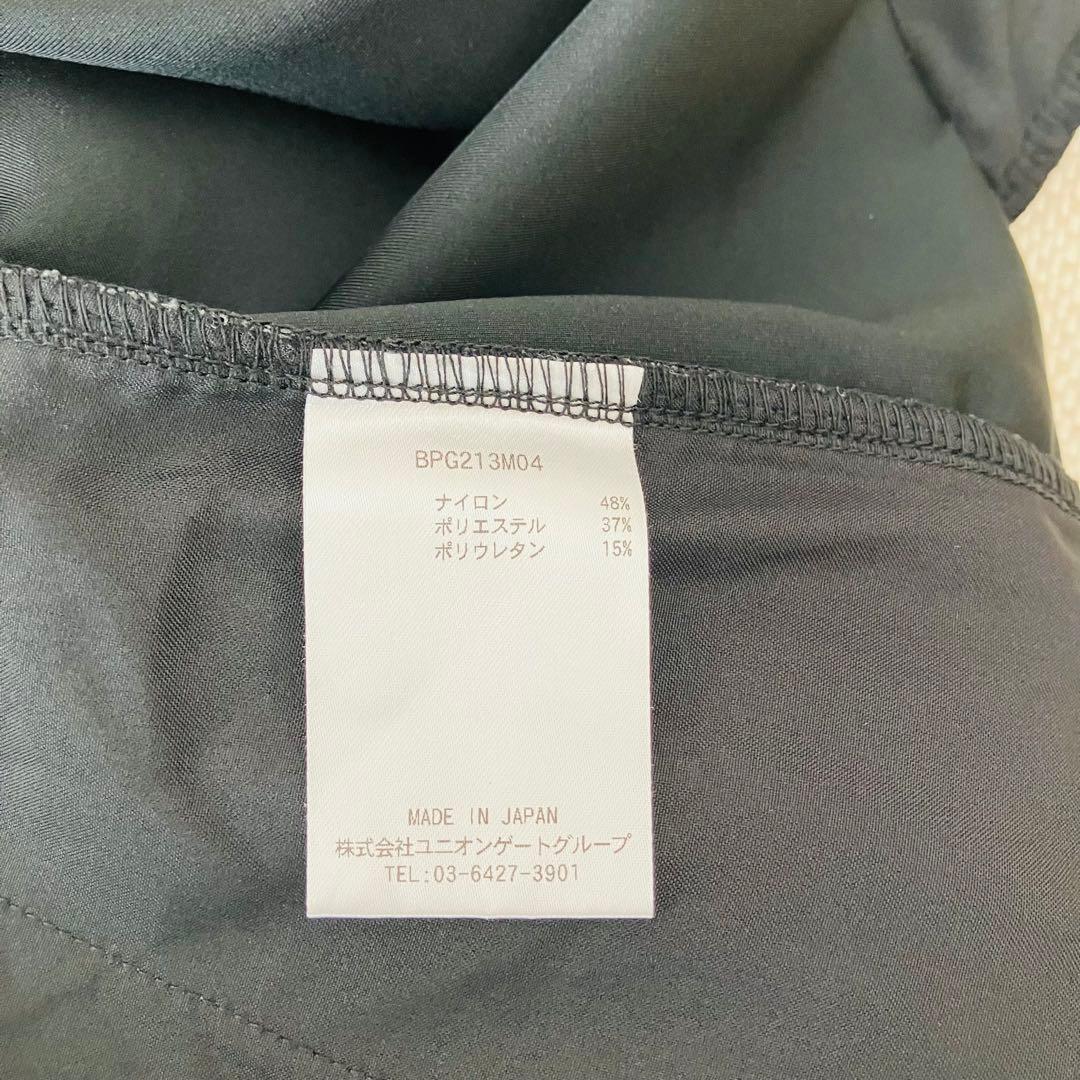 BPG213M04
ナイロン 48%
ポリエステル 37%
ポリウレタン 15%
MADE IN JAPAN
株式会社ユニオンゲートグループ
TEL:03-6427-3901